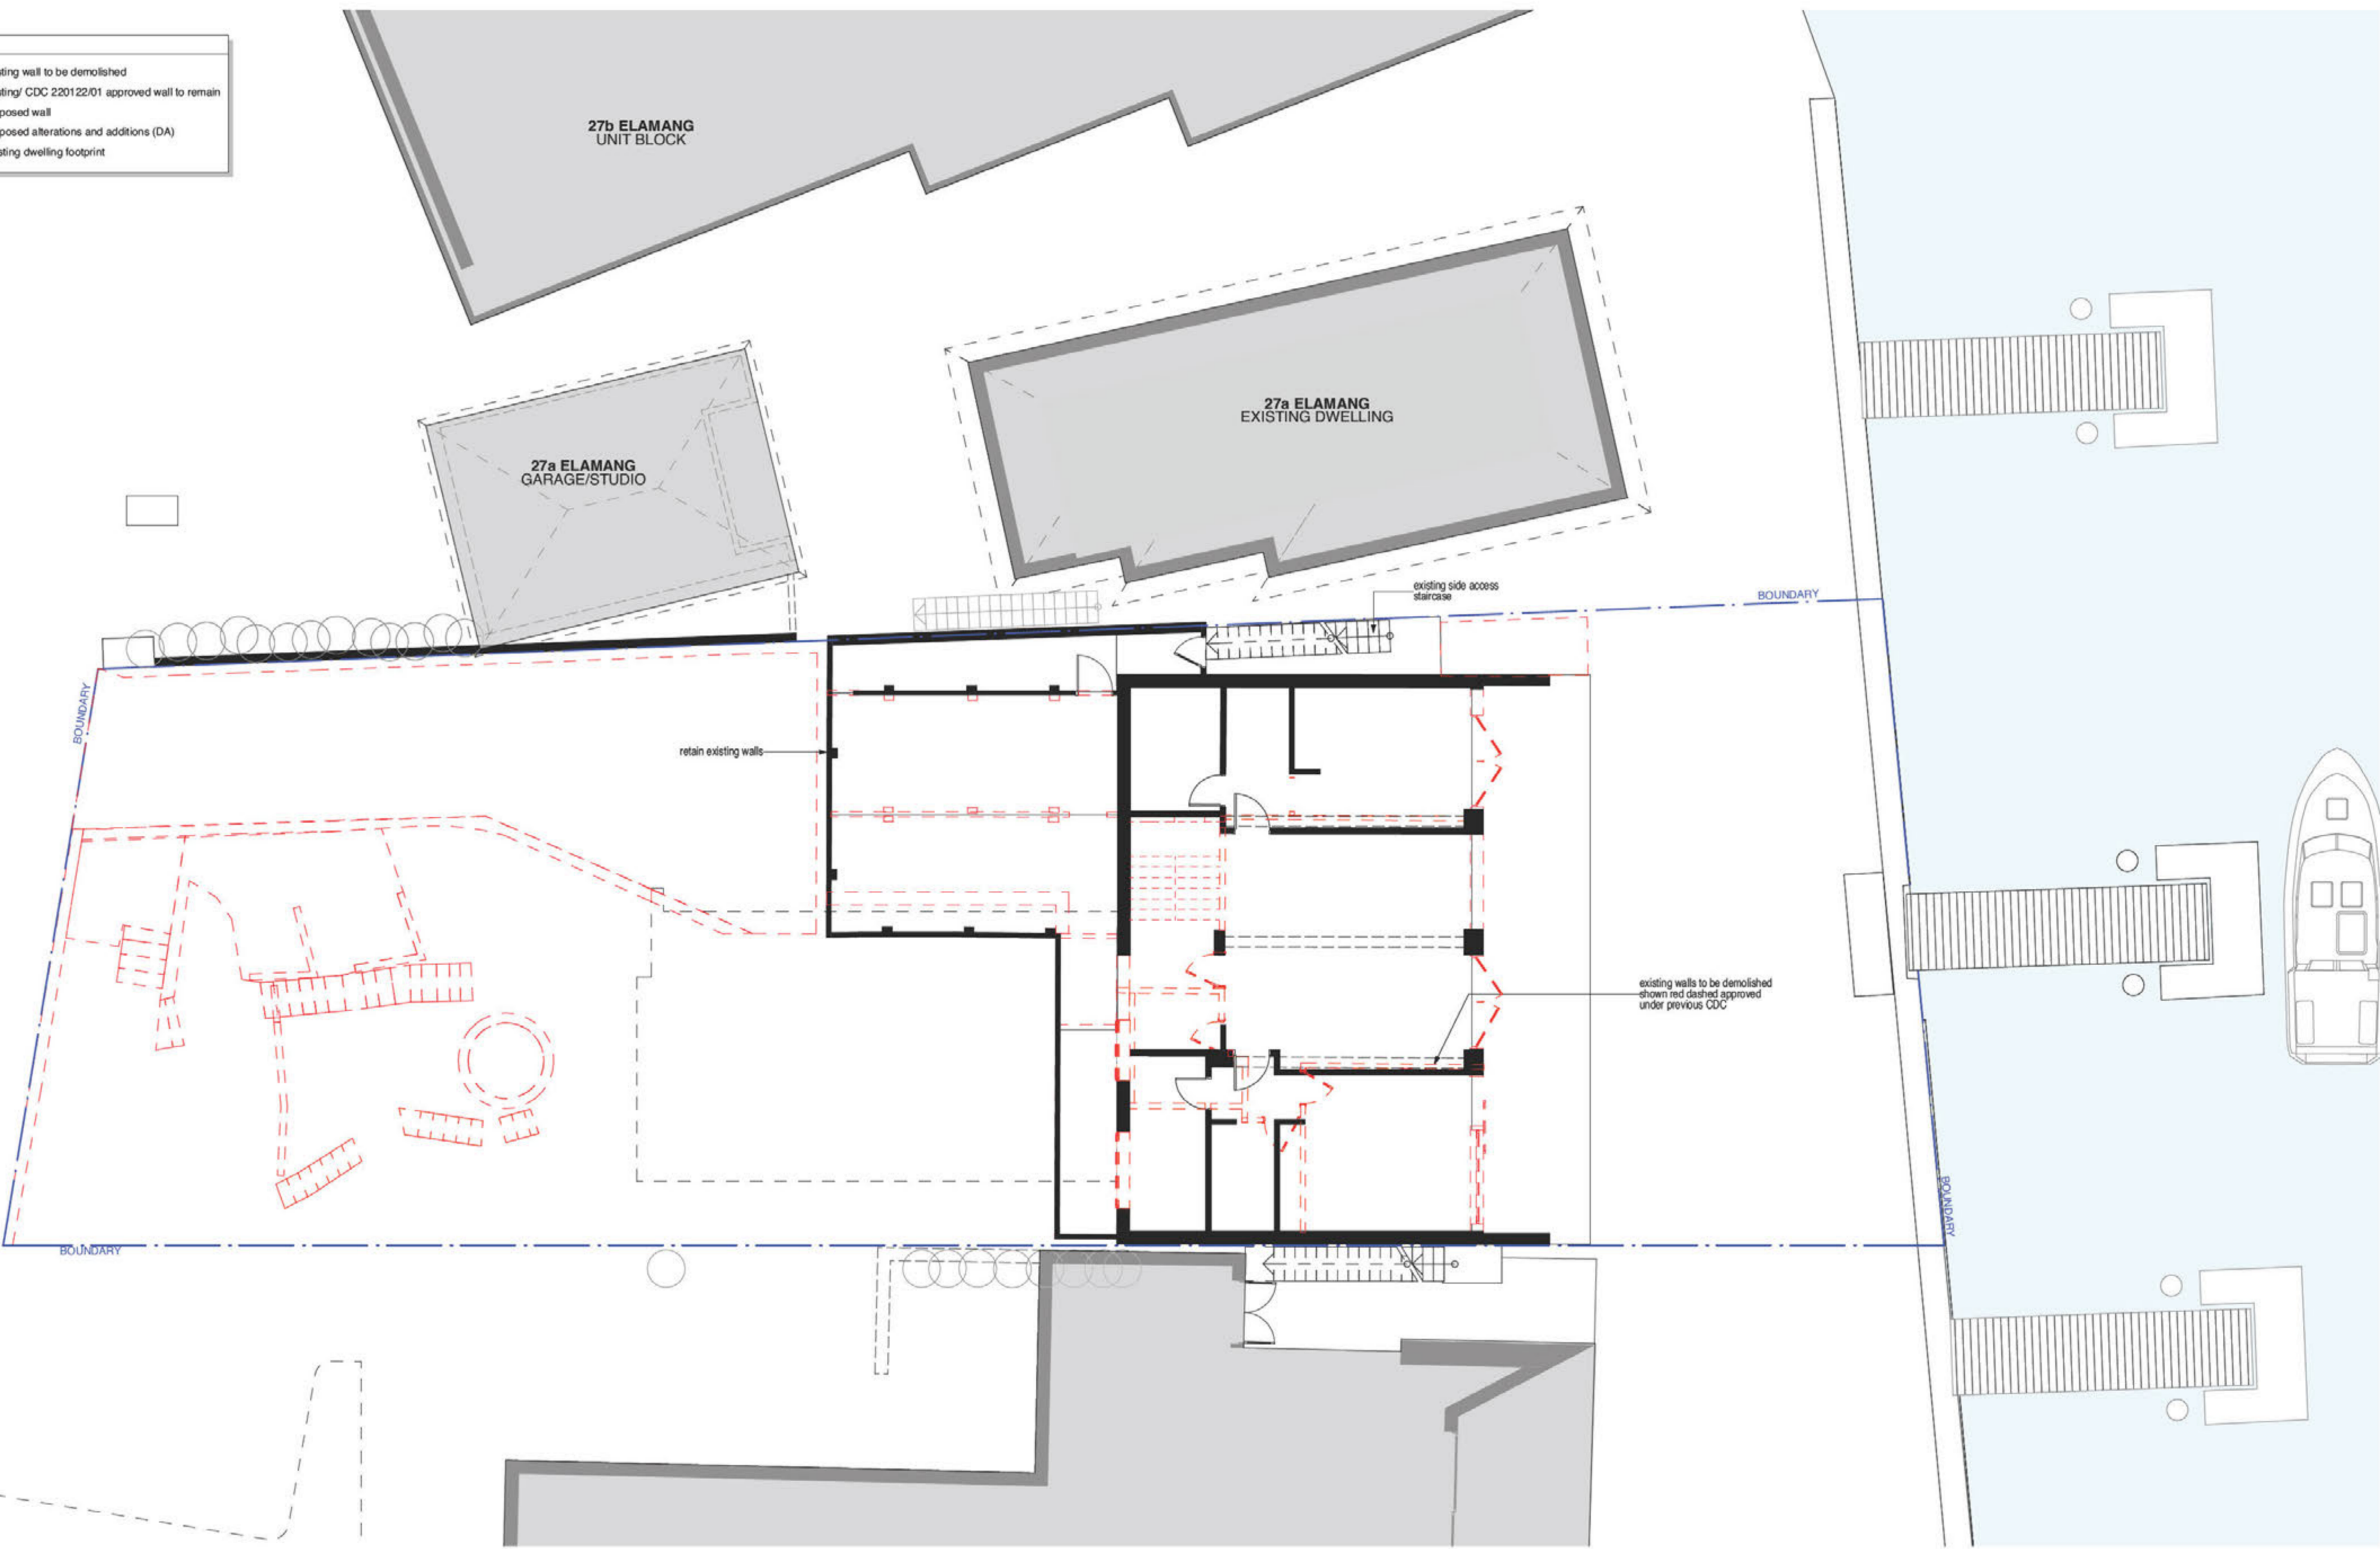 ting wall to be demolished
ting/ CDC 220122/01 approved wall to remain
posed wall
posed alterations and additions (DA)
ting dwelling footprint
27b ELAMANG
UNIT BLOCK
27a ELAMANG
EXISTING DWELLING
27a ELAMANG
GARAGE/STUDIO
existing side access
staircase
BOUNDARY
BOUNDARY
retain existing walls
existing walls to be demolished
shown red dashed approved
under previous CDC
BOUNDARY
BOUNDARY